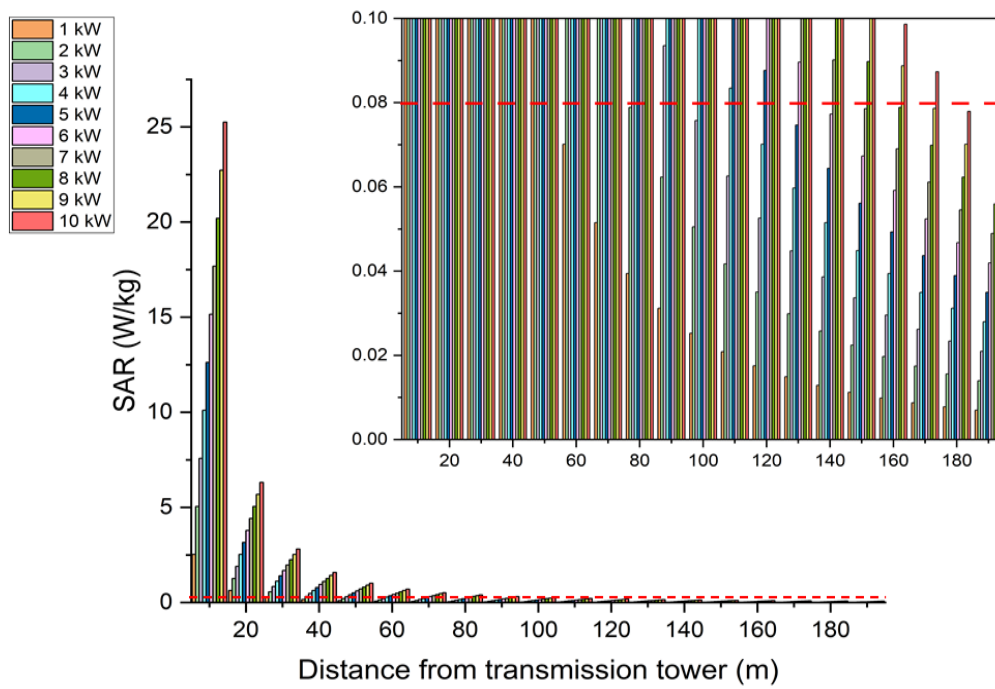 1 kW
2 kW
3 kW
4 kW
5 kW
6 kW
7 kW
8 kW
9 kW
10 kW
0.10
0.08
0.06
0.04
0.02
0.00
20 40 60 80 100 120 140 160 180
25
20
15
10
5
0
SAR (W/kg)
20 40 60 80 100 120 140 160 180
Distance from transmission tower (m)